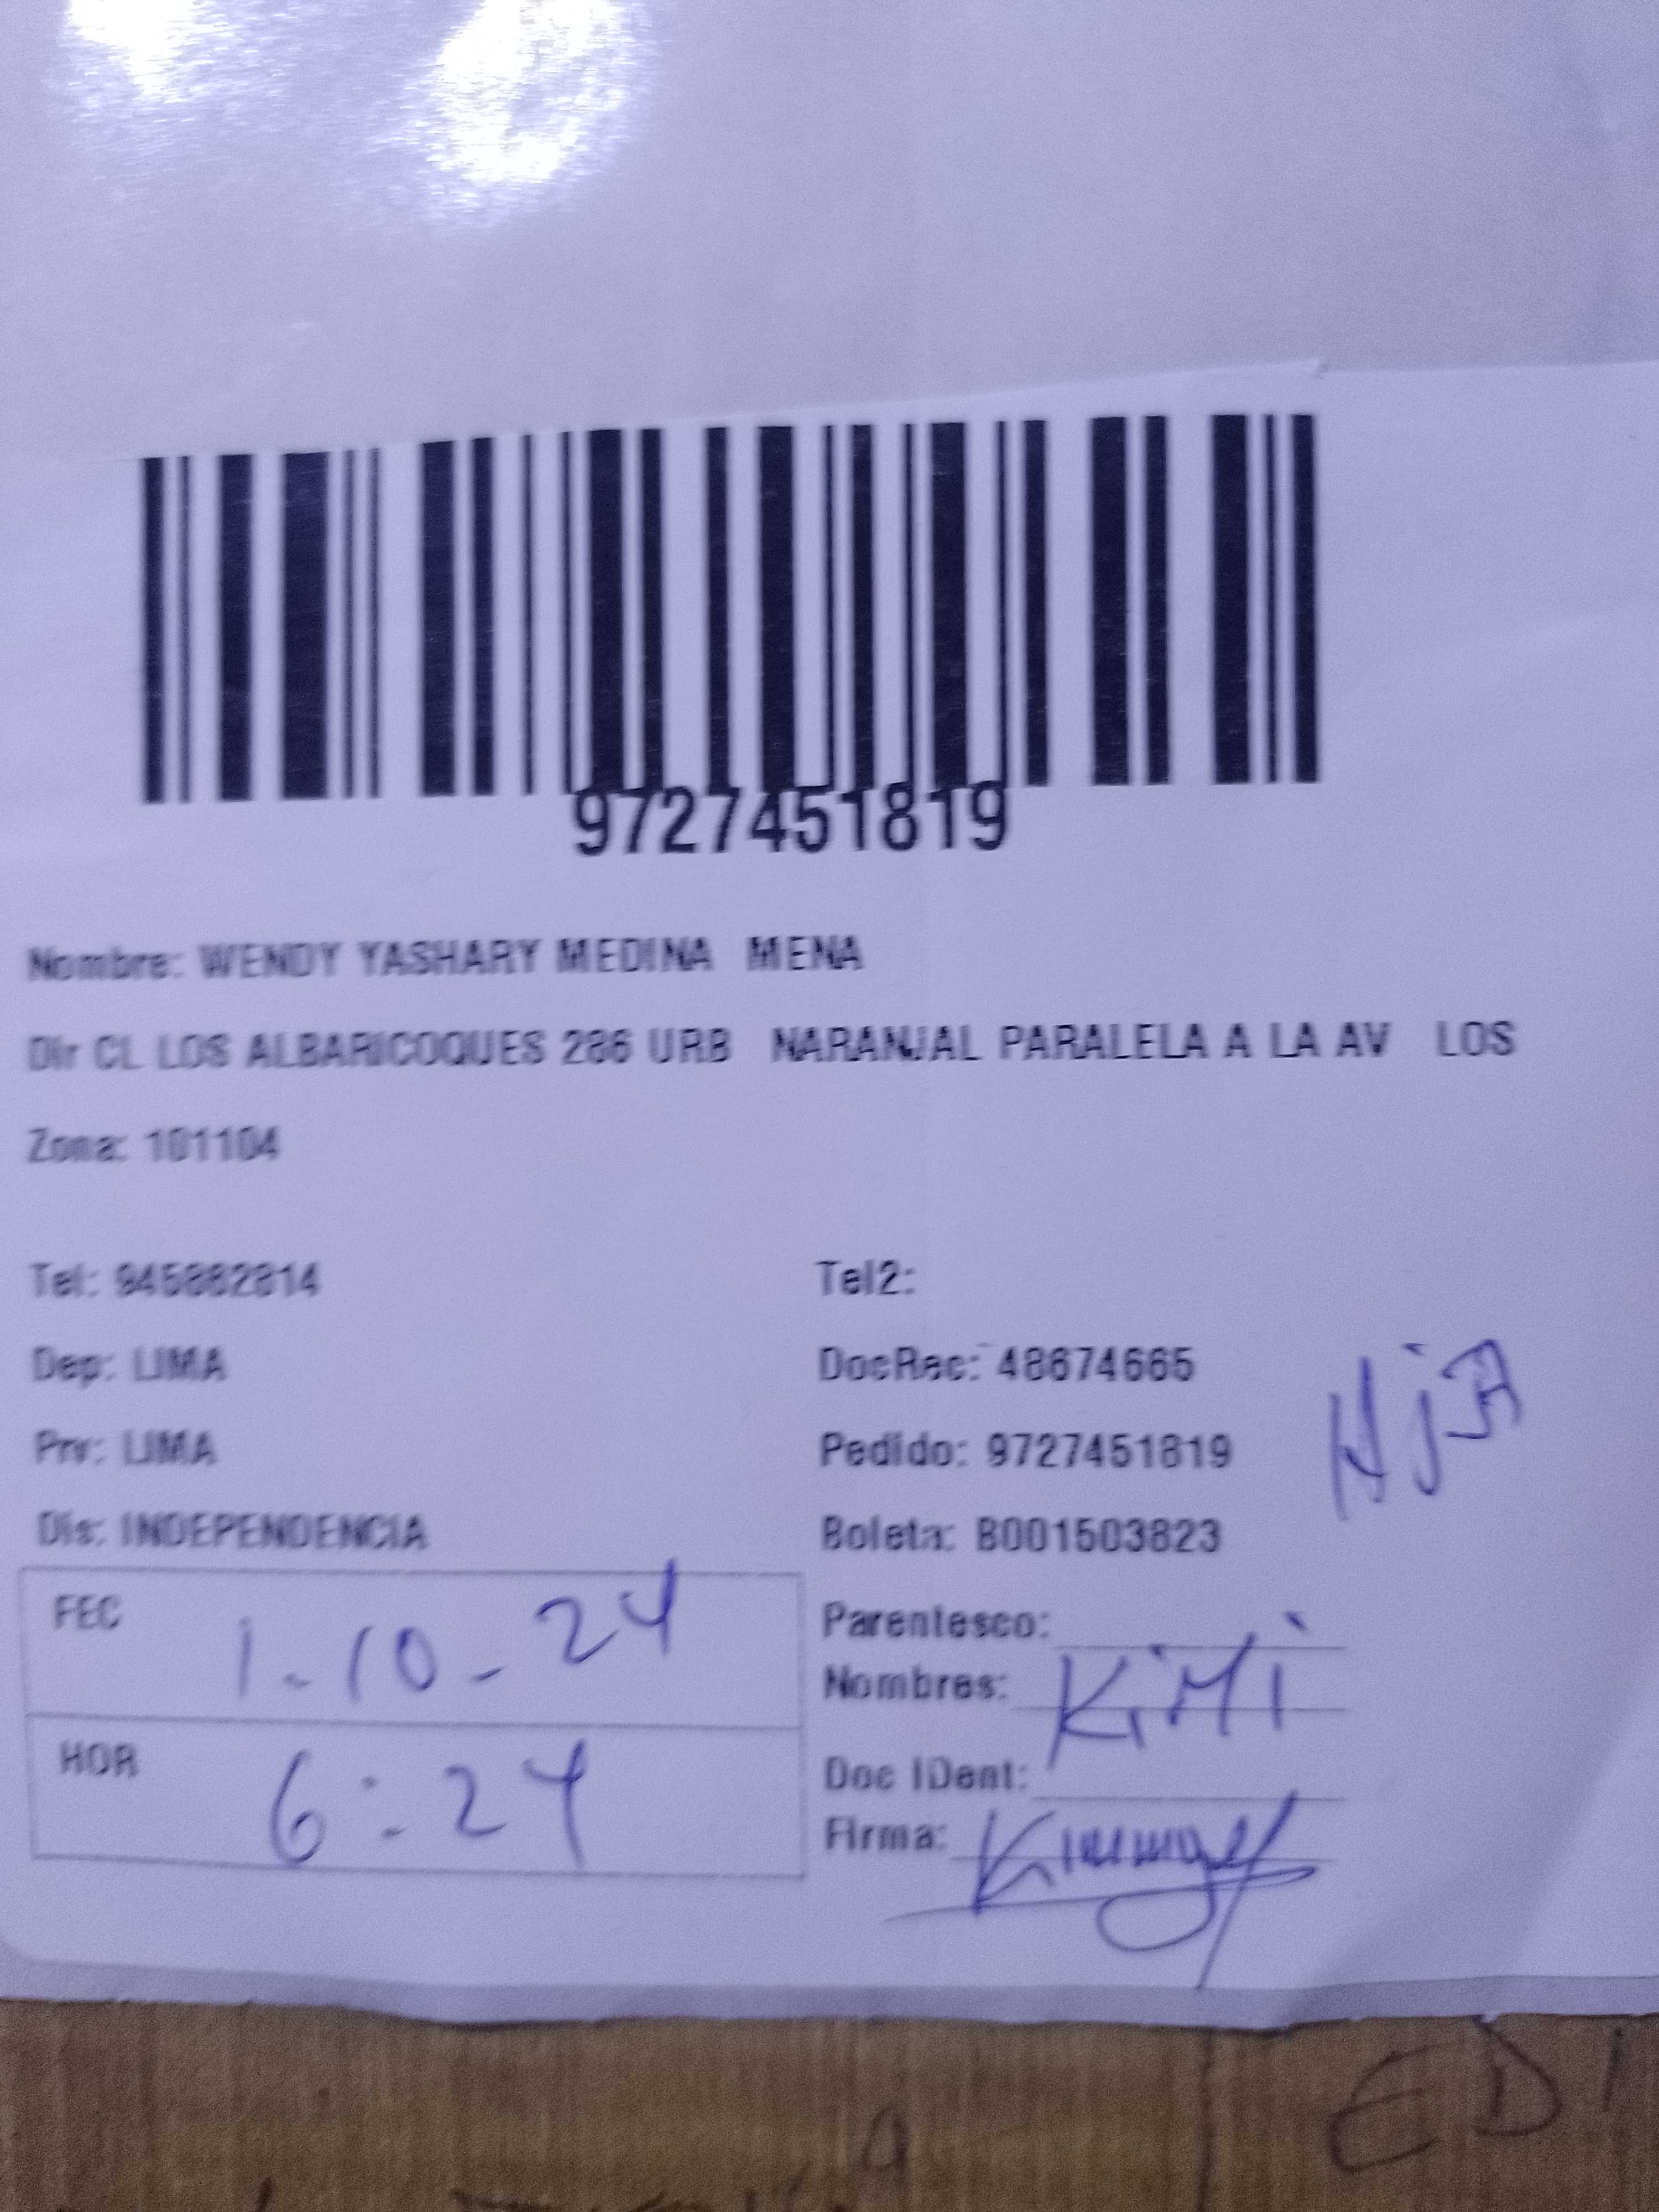 9727451819
Nombre: WENDY YASHARY MEDINA MENA
Dir CL LOS ALBARICOQUES 286 URB NARANJAL PARALELA A LA AV LOS
Zona: 101104
Tel: 945882814 Tel2:
Dep: LIMA DocRec: 48674665
Prv: LIMA Pedido: 9727451819
HijA
Dis: INDEPENDENCIA Boleta: B001503823
FEC 1-10-24
HOR 6:24
Parentesco:
Nombres: KiMi
Doc IDent:
Firma:
EDI